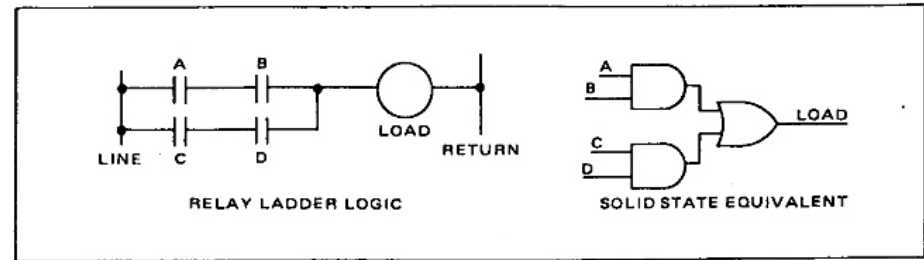 A B
LOAD
LINE C D RETURN
RELAY LADDER LOGIC
A
B
LOAD
C
D
SOLID STATE EQUIVALENT